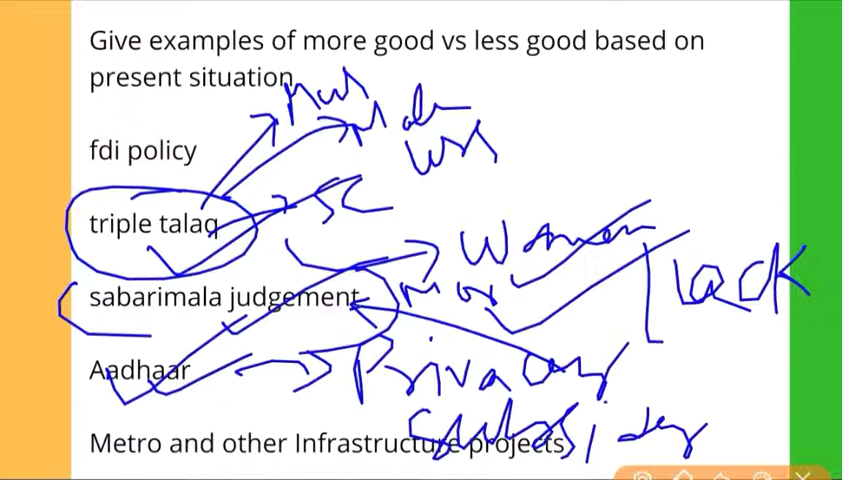 Give examples of more good vs less good based on
present situation
fdi policy
SC
triple talaq
Women
sabarimala judgement
lack
Aadhaar
Privacy
Metro and other Infrastructure projects